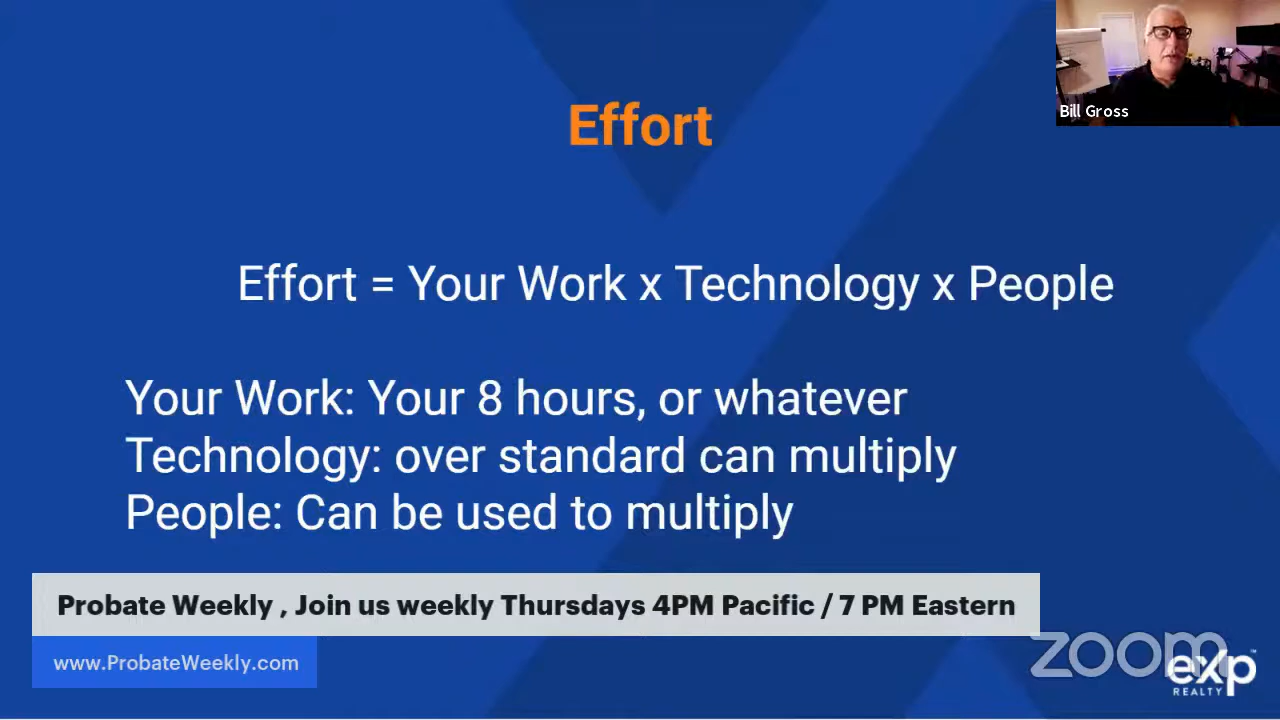 Effort
Bill Gross
Effort = Your Work x Technology x People
Your Work: Your 8 hours, or whatever
Technology: over standard can multiply
People: Can be used to multiply
Probate Weekly , Join us weekly Thursdays 4PM Pacific / 7 PM Eastern
www.ProbateWeekly.com
zoom
eXp
REALTY